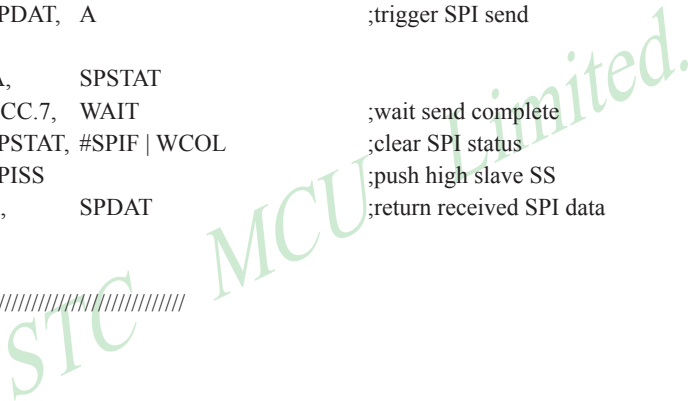 PDAT, A ;trigger SPI send
A, SPSTAT
CC.7, WAIT ;wait send complete
PSTAT, #SPIF | WCOL ;clear SPI status
PISS ;push high slave SS
, SPDAT ;return received SPI data
///////////////////////////
STC MCU Limited.